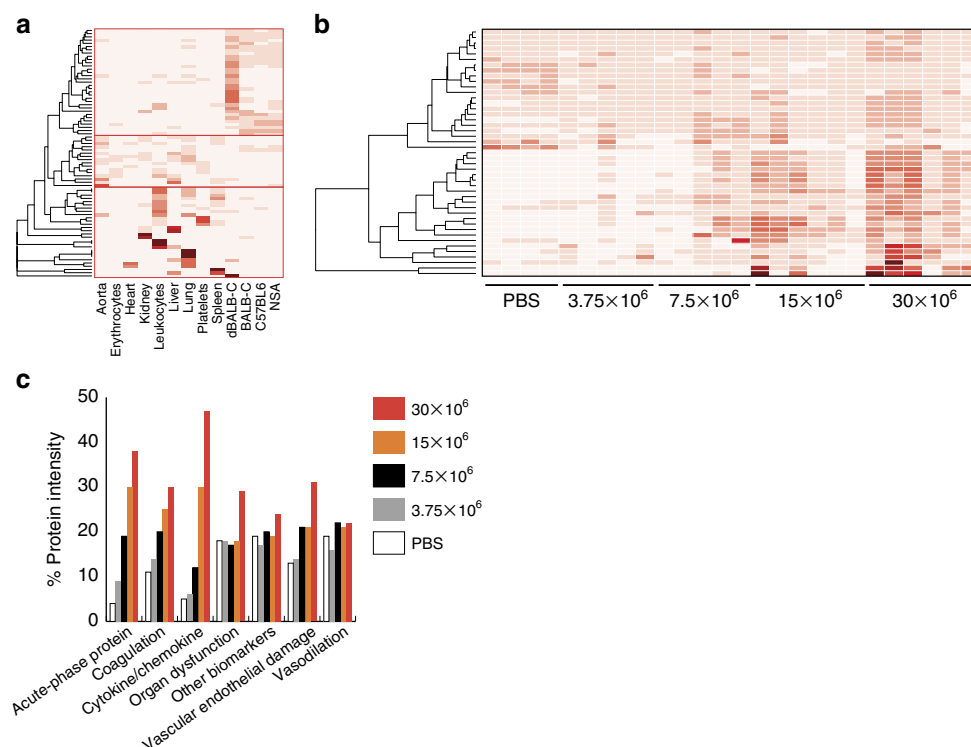 a
b
Aorta
Erythrocytes
Heart
Kidney
Leukocytes
Liver
Lung
Platelets
Spleen
dBALB-C
BALB-C
C57BL6
NSA
PBS
3.75×10⁶
7.5×10⁶
15×10⁶
30×10⁶
c
% Protein intensity
50
40
30
20
10
0
Acute-phase protein
Coagulation
Cytokine/chemokine
Organ dysfunction
Other biomarkers
Vascular endothelial damage
Vasodilation
30×10⁶
15×10⁶
7.5×10⁶
3.75×10⁶
PBS